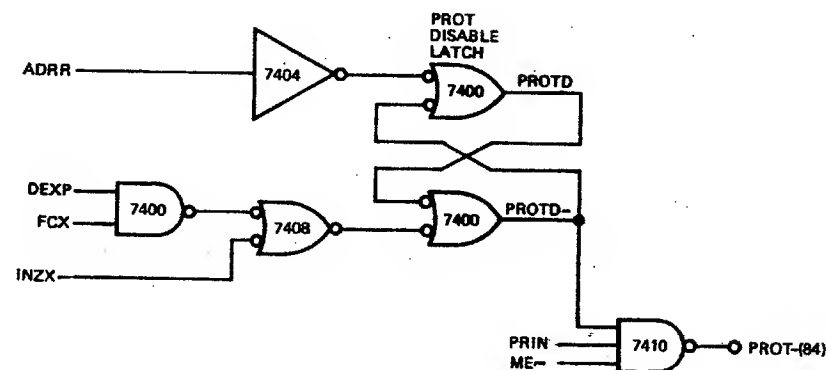 PROT
DISABLE
LATCH
ADRR
7404
7400
PROTD
DEXP
FCX
7400
7408
7400
PROTD-
INZX
PRIN
ME-
7410
PROT-(84)